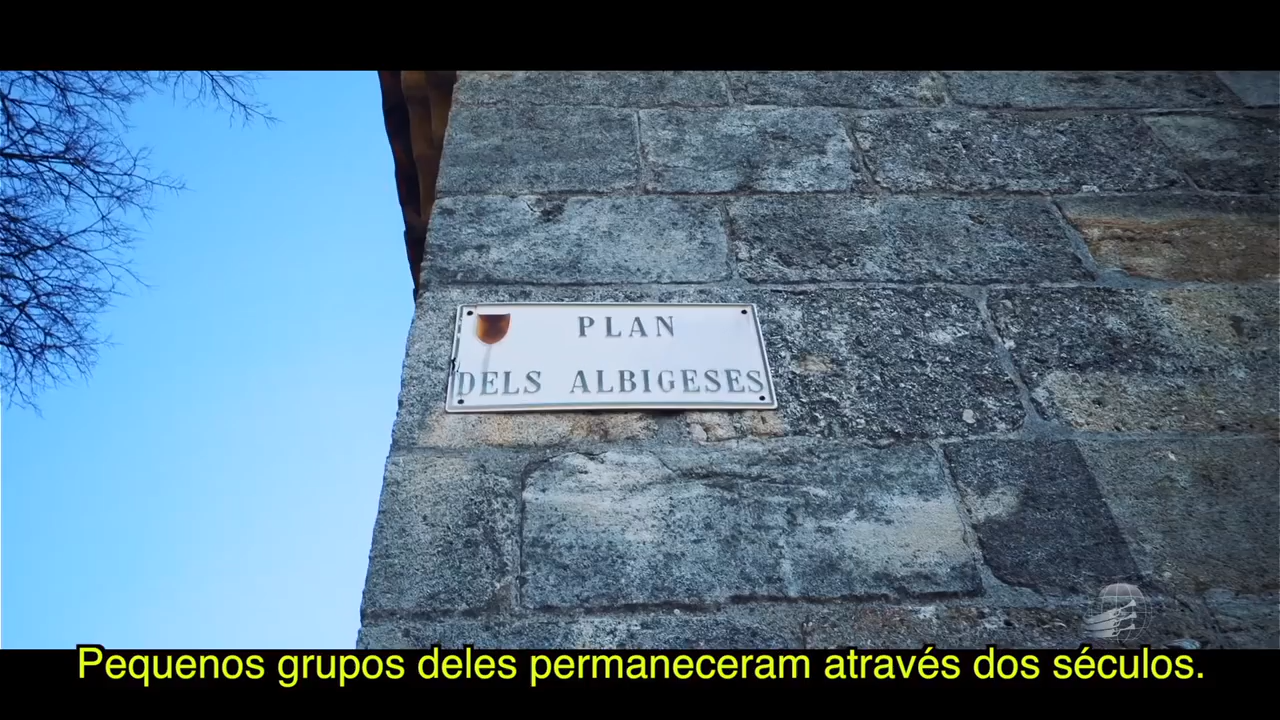 PLAN
DELS ALBIGESES
Pequenos grupos deles permaneceram através dos séculos.